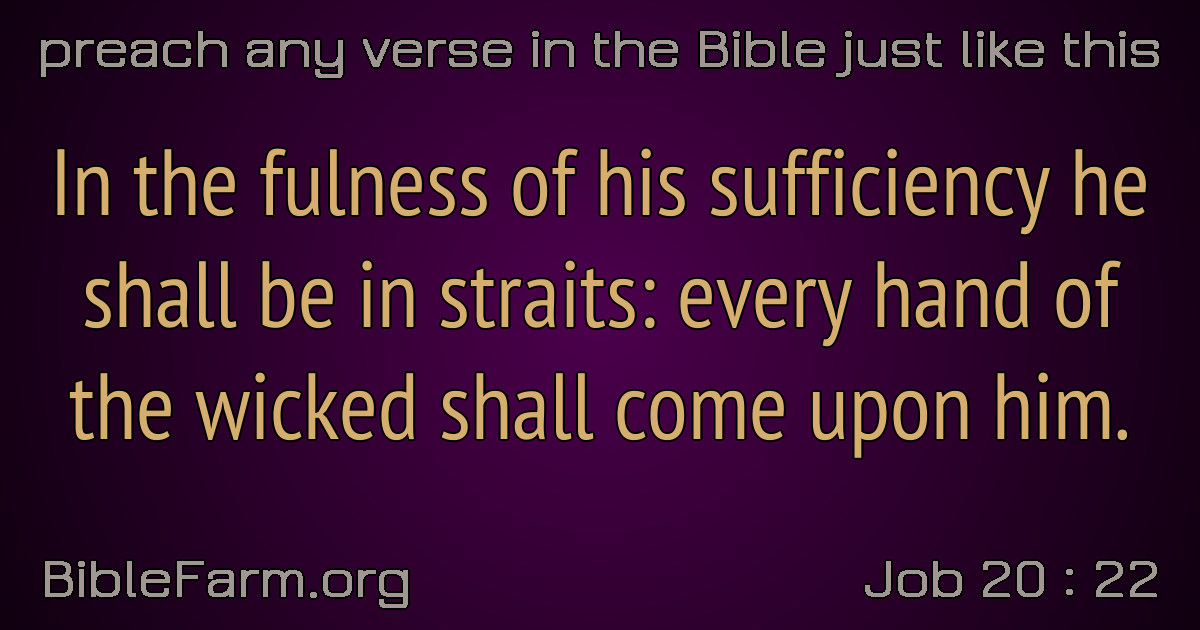 preach any verse in the Bible just like this
In the fulness of his sufficiency he
shall be in straits: every hand of
the wicked shall come upon him.
BibleFarm.org
Job 20 : 22